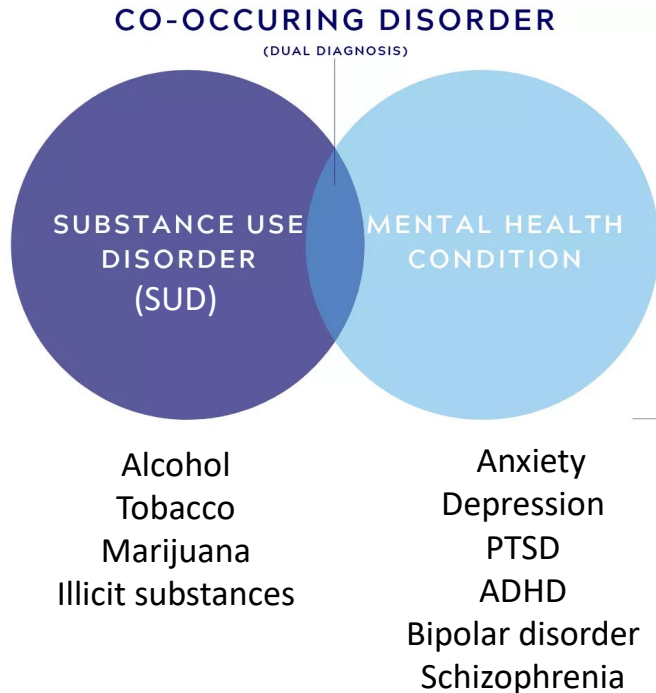 CO-OCCURING DISORDER
(DUAL DIAGNOSIS)
SUBSTANCE USE
DISORDER
(SUD)
MENTAL HEALTH
CONDITION
Alcohol
Tobacco
Marijuana
Illicit substances
Anxiety
Depression
PTSD
ADHD
Bipolar disorder
Schizophrenia